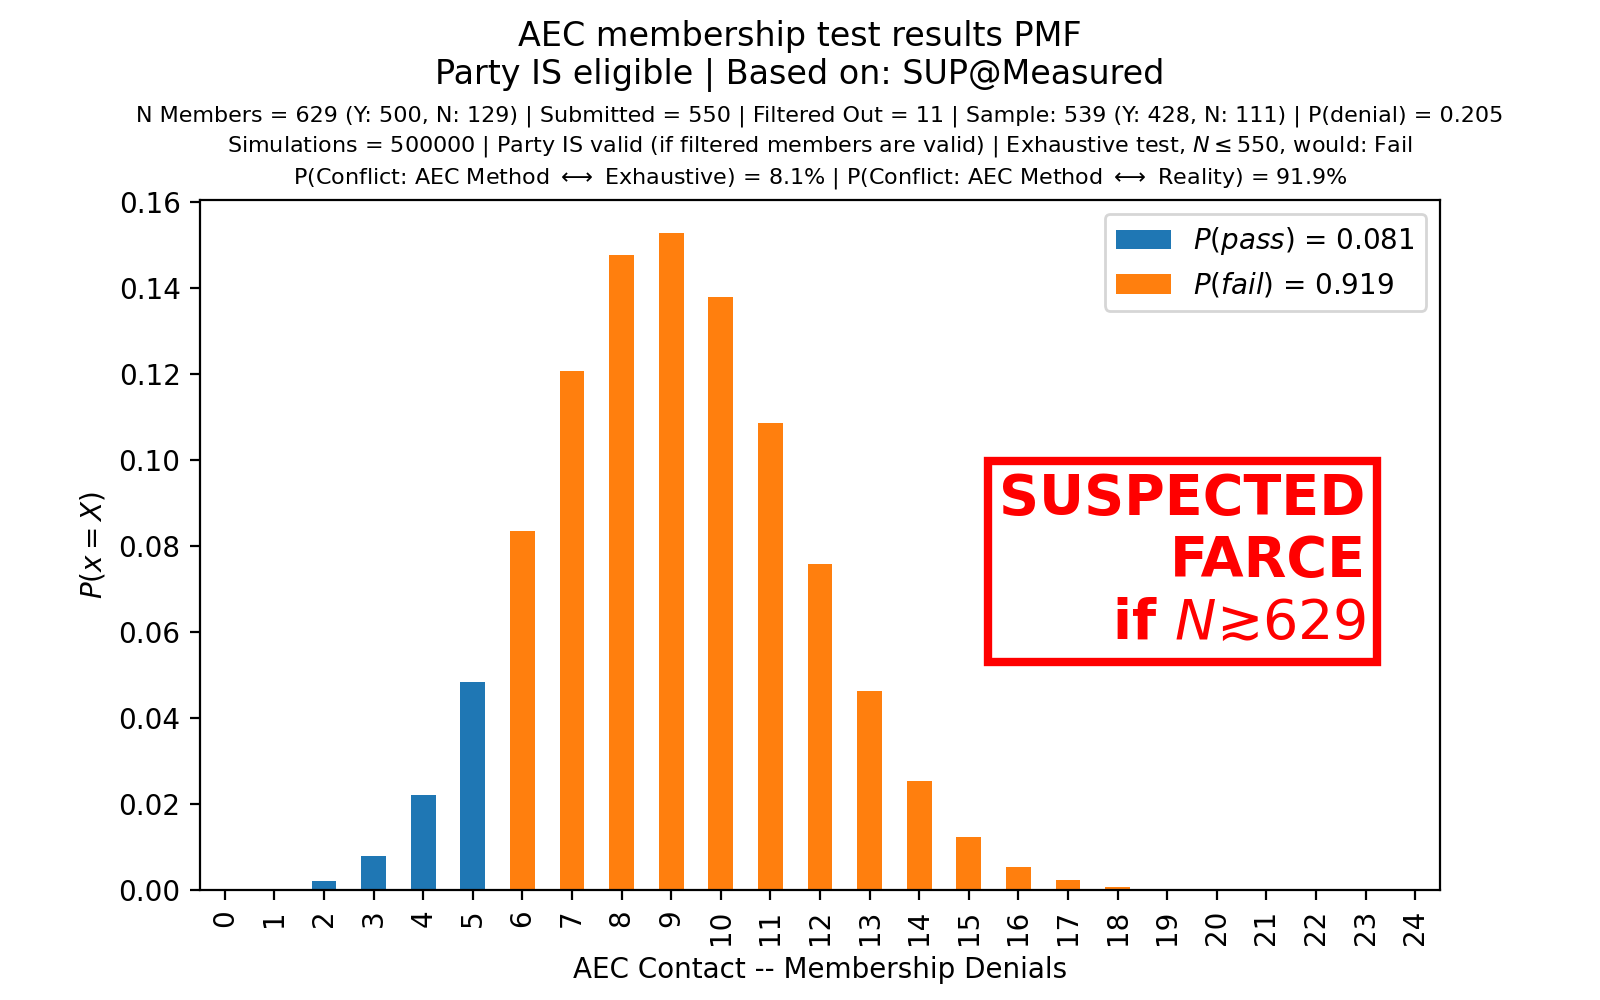 AEC membership test results PMF
Party IS eligible | Based on: SUP@Measured
N Members = 629 (Y: 500, N: 129) | Submitted = 550 | Filtered Out = 11 | Sample: 539 (Y: 428, N: 111) | P(denial) = 0.205
Simulations = 500000 | Party IS valid (if filtered members are valid) | Exhaustive test, N ≤ 550, would: Fail
P(Conflict: AEC Method ⟷ Exhaustive) = 8.1% | P(Conflict: AEC Method ⟷ Reality) = 91.9%
0.16
0.14
0.12
0.10
0.08
0.06
0.04
0.02
0.00
P(x = X)
P(pass) = 0.081
P(fail) = 0.919
SUSPECTED
FARCE
if N≳629
0 1 2 3 4 5 6 7 8 9 10 11 12 13 14 15 16 17 18 19 20 21 22 23 24
AEC Contact -- Membership Denials